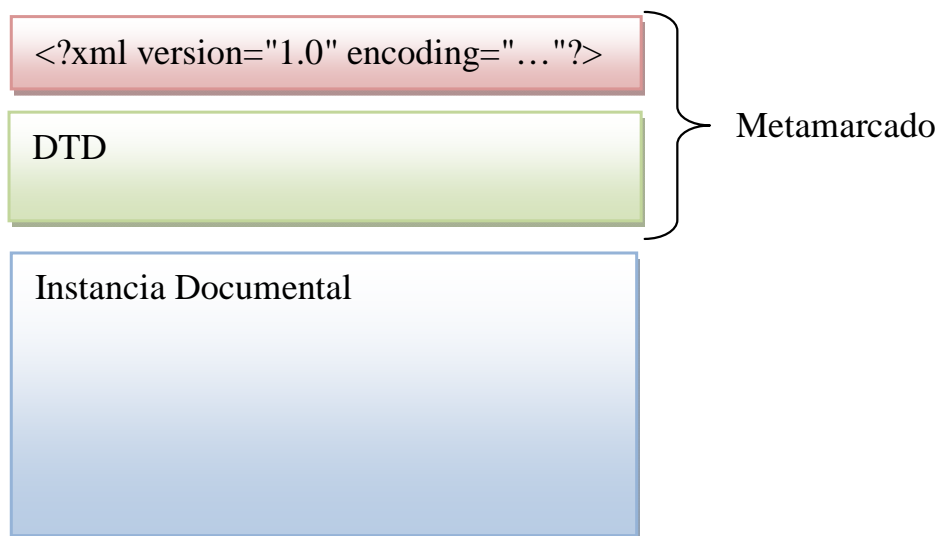 <?xml version="1.0" encoding="…"?>
DTD
Metamarcado
Instancia Documental